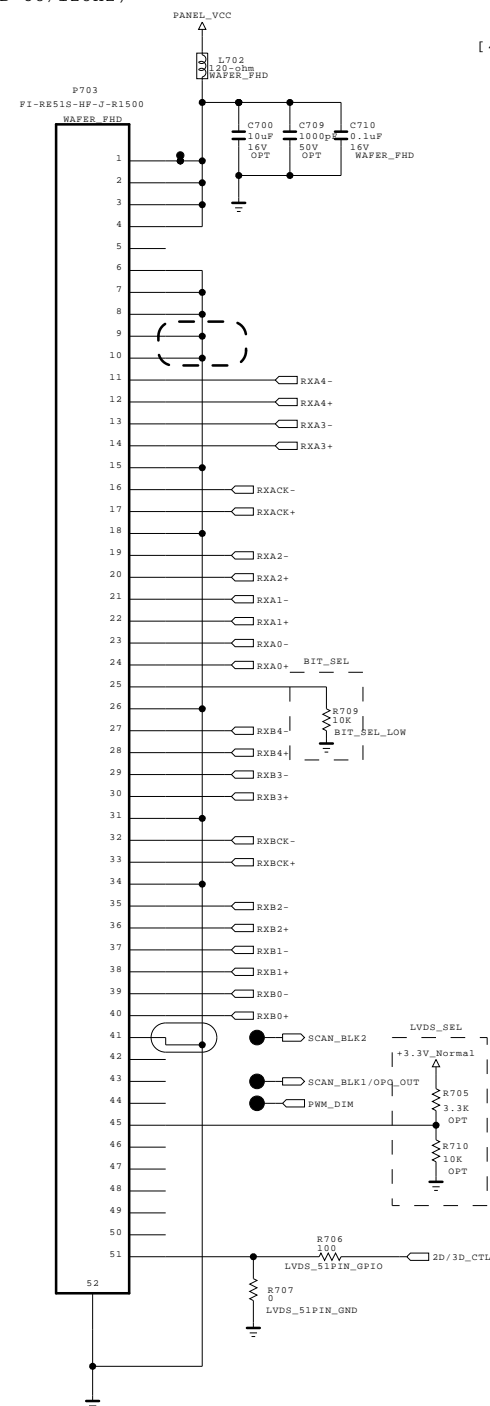 PANEL_VCC
L702
120-ohm
WAFER_FHD
P703
FI-RE51S-HF-J-R1500
WAFER_FHD
C700
10uF
16V
OPT
C709
1000pF
50V
OPT
C710
0.1uF
16V
WAFER_FHD
1
2
3
4
5
6
7
8
9
10
11 RXA4-
12 RXA4+
13 RXA3-
14 RXA3+
15
16 RXACK-
17 RXACK+
18
19 RXA2-
20 RXA2+
21 RXA1-
22 RXA1+
23 RXA0-
24 RXA0+
BIT_SEL
25
R709
10K
BIT_SEL_LOW
26
27 RXB4-
28 RXB4+
29 RXB3-
30 RXB3+
31
32 RXBCK-
33 RXBCK+
34
35 RXB2-
36 RXB2+
37 RXB1-
38 RXB1+
39 RXB0-
40 RXB0+
41 SCAN_BLK2
42
43 SCAN_BLK1/OPC_OUT
44 PWM_DIM
LVDS_SEL
+3.3V_Normal
R705
3.3K
OPT
45
R710
10K
OPT
46
47
48
49
50
51
R706
100
LVDS_51PIN_GPIO
2D/3D_CTL
R707
0
LVDS_51PIN_GND
52